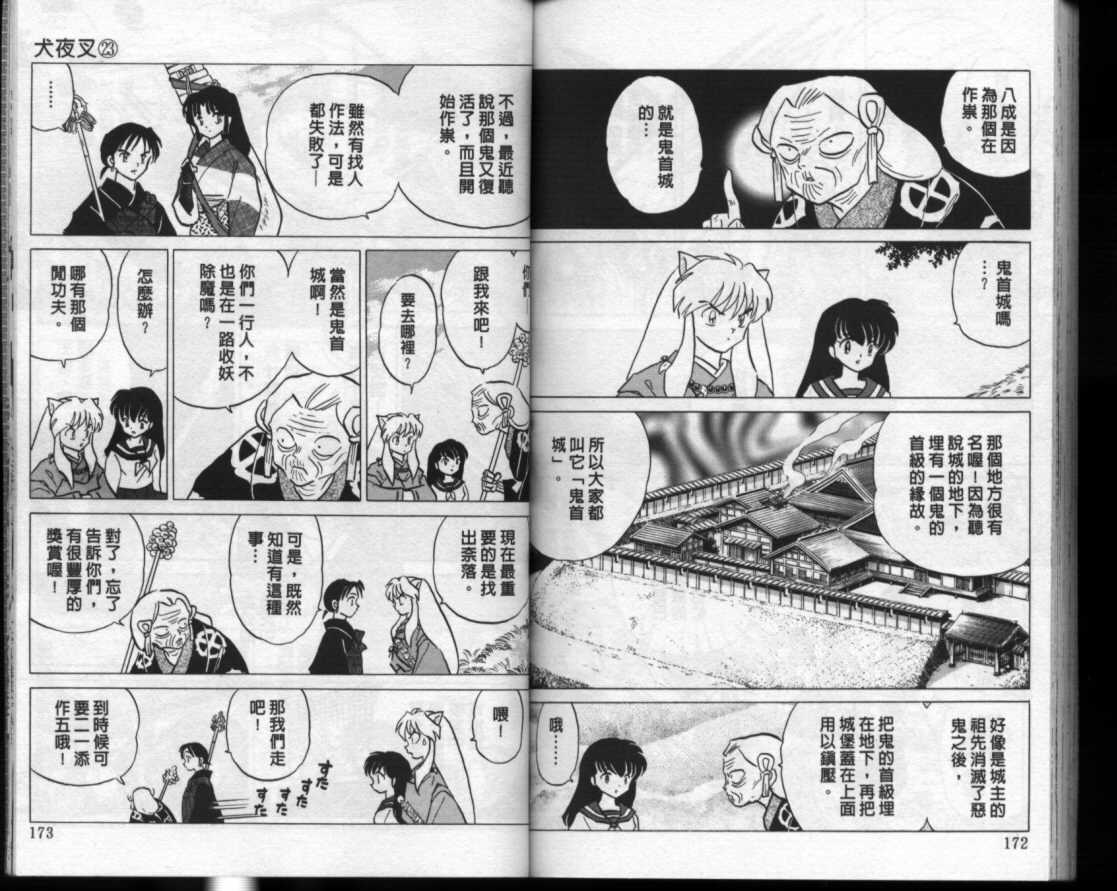 八成是因
為那個在
作祟。
就是鬼首城
的…
鬼首城嗎
…？
那個地方很有
名喔！因為聽
說城的地下，
埋有一個鬼的
首級的緣故。
所以大家都
叫它「鬼首
城」。
好像是城主的
祖先消滅了惡
鬼之後，
把鬼的首級埋
在地下，再把
城堡蓋在上面
用以鎮壓。
哦……
172
犬夜叉㉓
不過，最近聽
說那個鬼又復
活了，而且開
始作祟。
雖然有找人
作法，可是
都失敗了─
……
跟我來吧！
要去哪裡？
當然是鬼首
城啊！
你們一行人，不
也是在一路收妖
除魔嗎？
怎麼辦？
哪有那個
閒功夫。
現在最重
要的是找
出奈落。
可是，既然
知道有這種
事…
對了，忘了
告訴你們，
有很豐厚的
獎賞喔！
喂！
那我們走
吧！
すた
すた
すた
すた
到時候可
要二一添
作五哦！
173